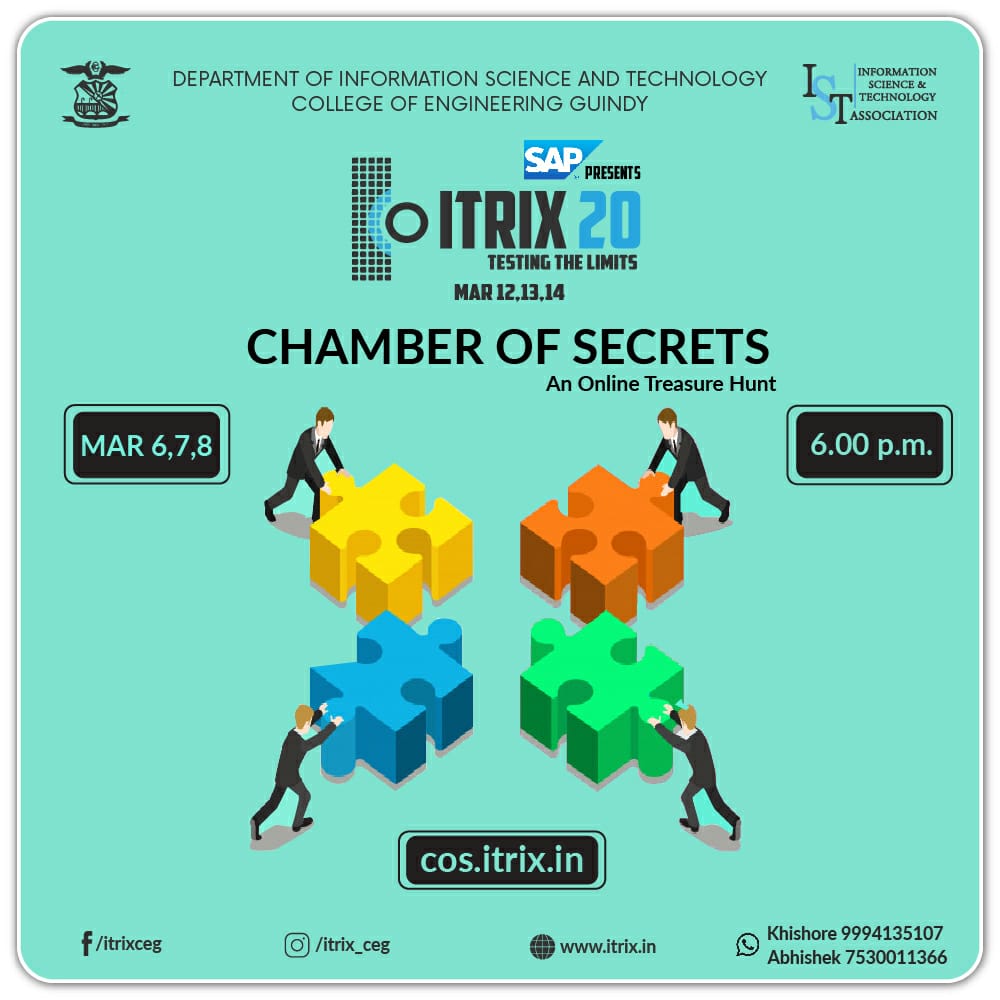 DEPARTMENT OF INFORMATION SCIENCE AND TECHNOLOGY
COLLEGE OF ENGINEERING GUINDY
IST
INFORMATION
SCIENCE &
TECHNOLOGY
ASSOCIATION
SAP PRESENTS
ITRIX 20
TESTING THE LIMITS
MAR 12,13,14
CHAMBER OF SECRETS
An Online Treasure Hunt
MAR 6,7,8
6.00 p.m.
cos.itrix.in
/itrixceg
/itrix_ceg
www.itrix.in
Khishore 9994135107
Abhishek 7530011366